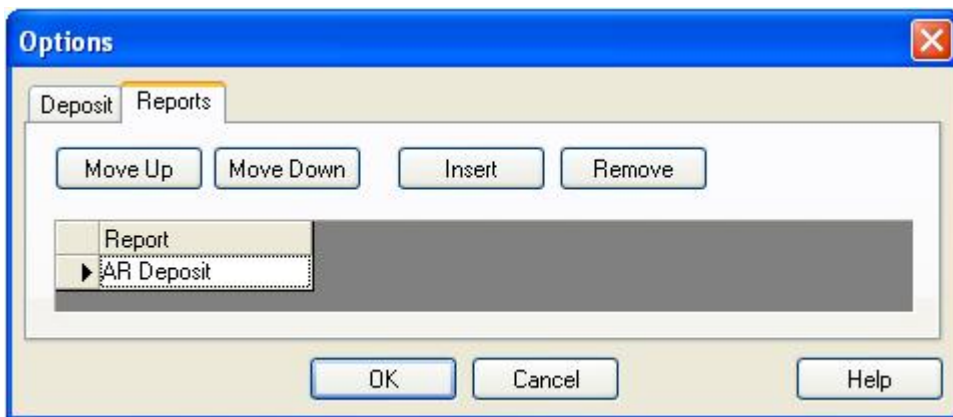 Options
Deposit Reports
Move Up Move Down Insert Remove
Report
AR Deposit
OK Cancel Help